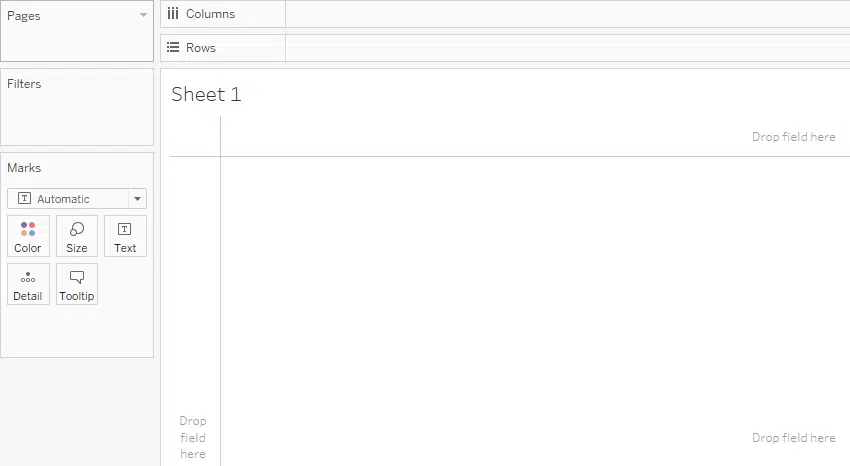 Pages
Columns
Rows
Filters
Sheet 1
Drop field here
Marks
Automatic
Color Size Text
Detail Tooltip
Drop
field
here
Drop field here